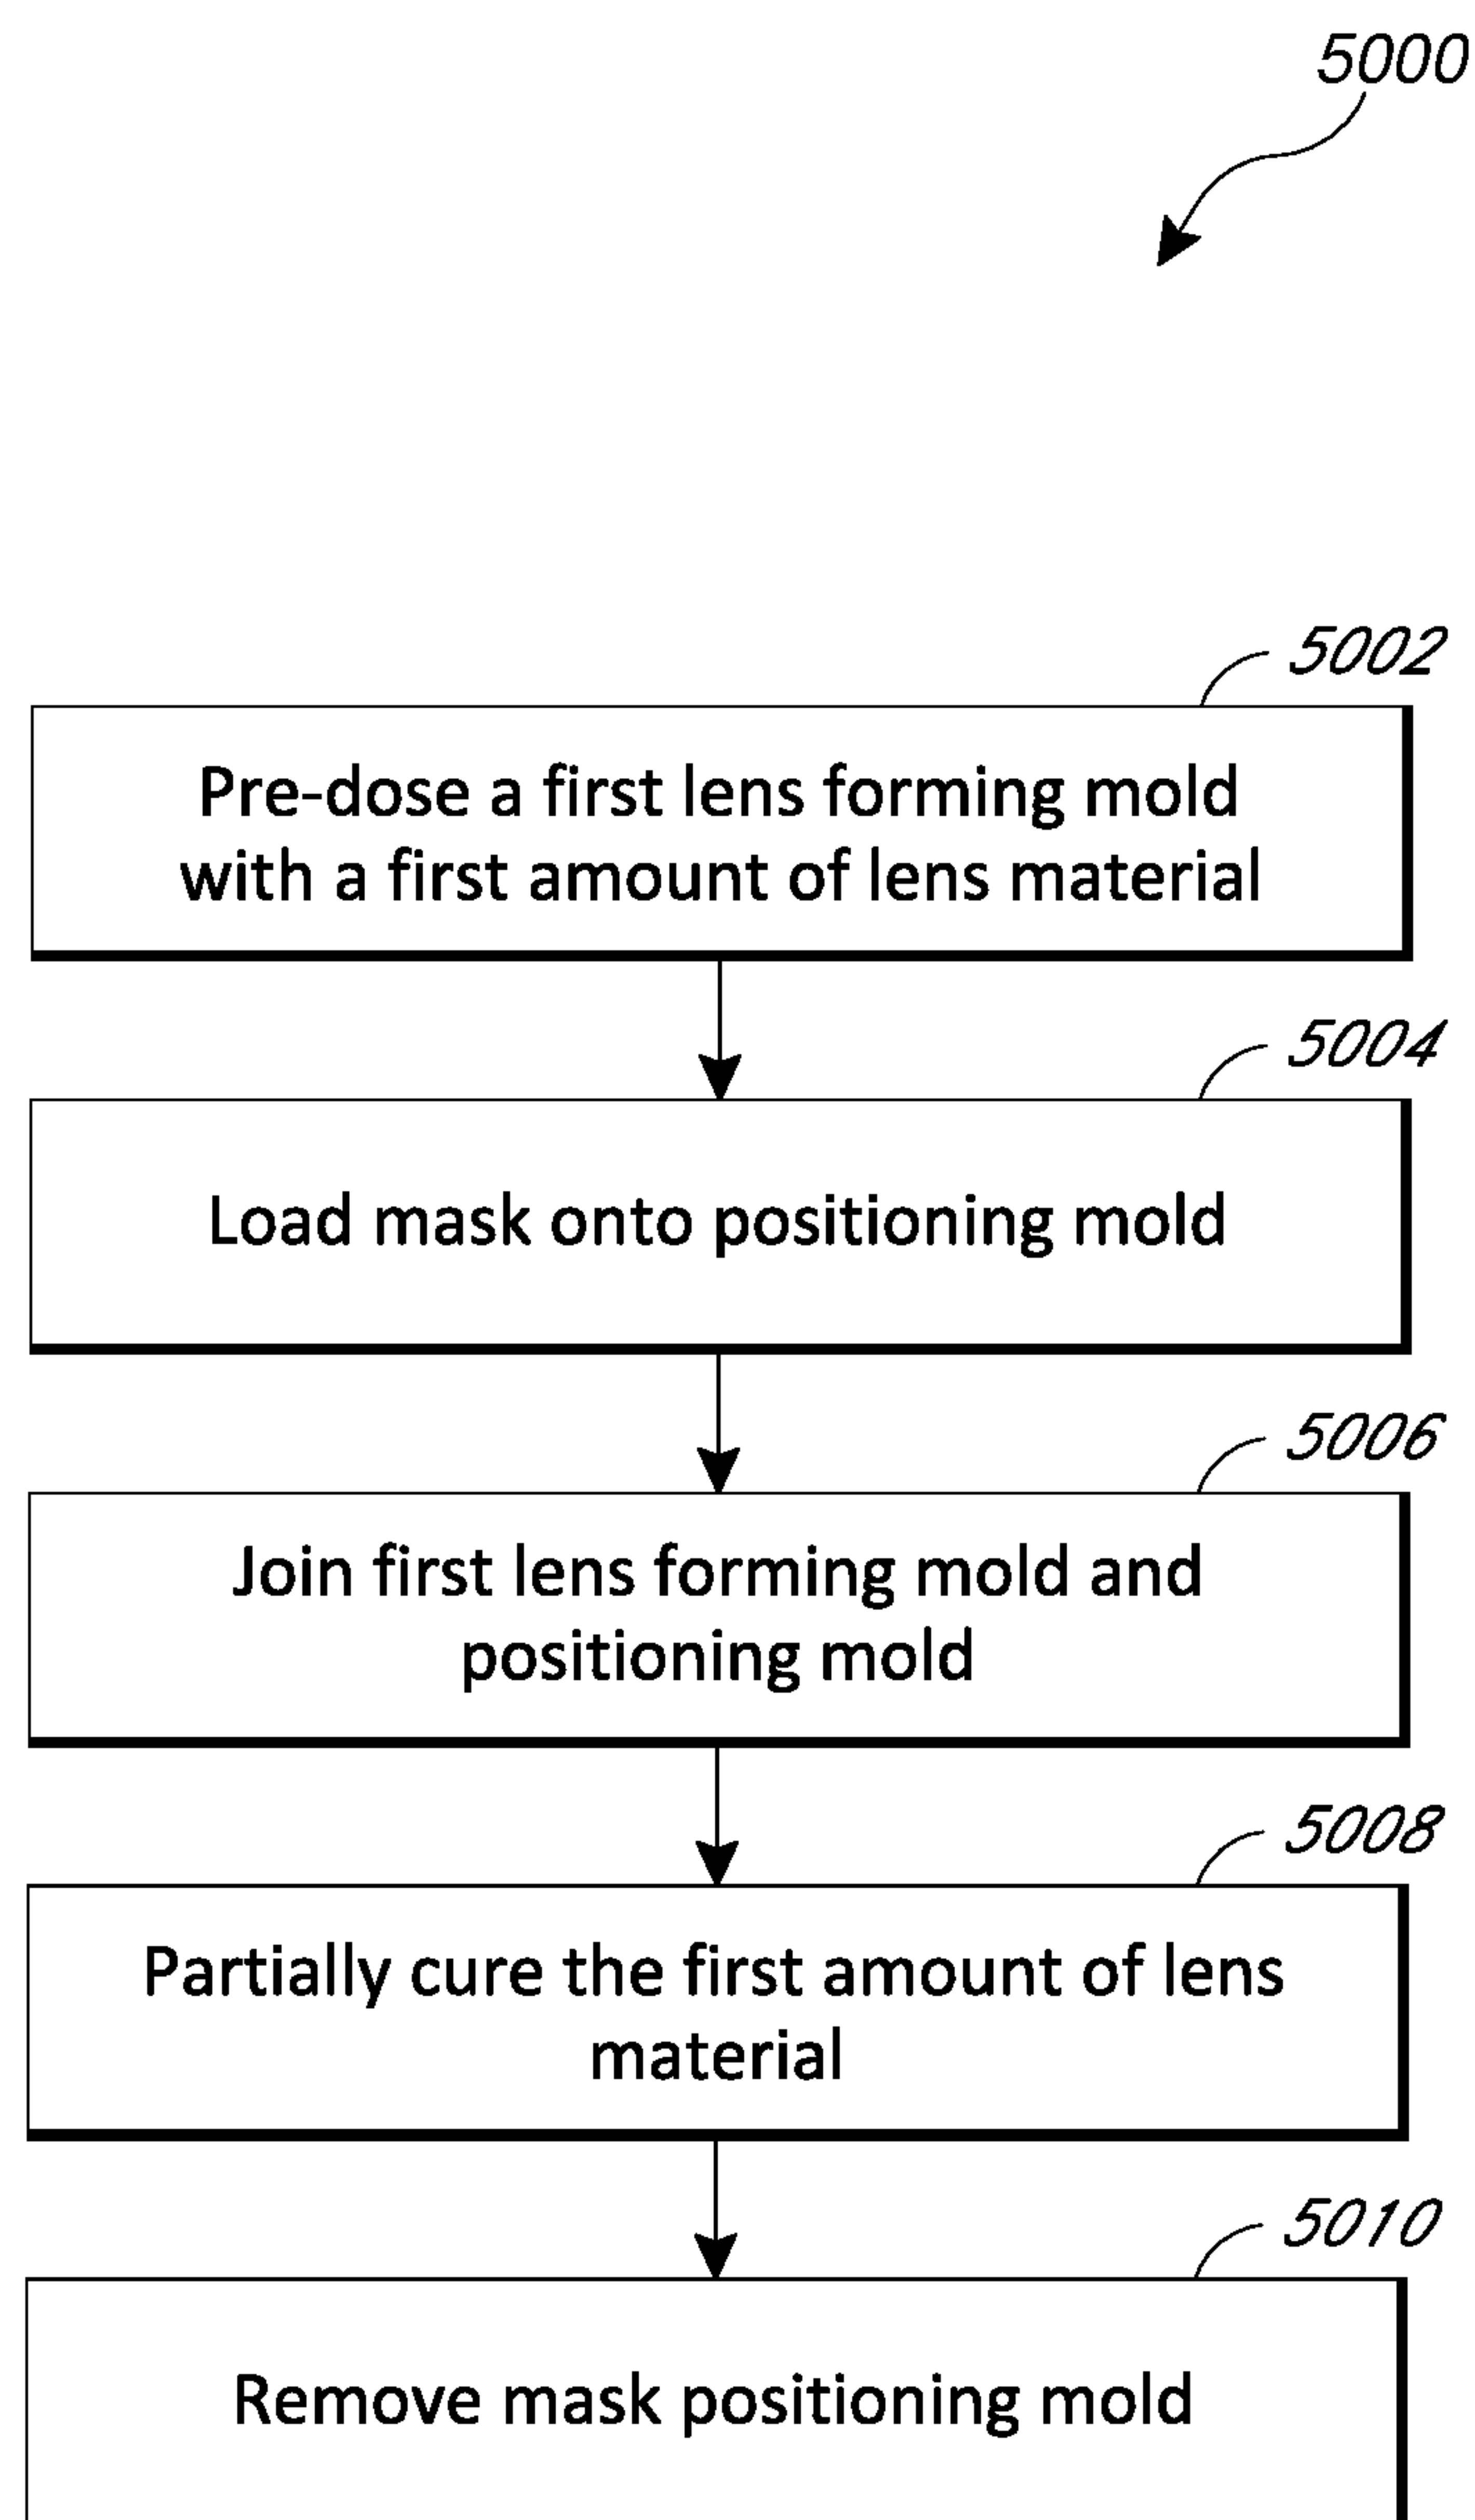 5000
5002
Pre-dose a first lens forming mold
with a first amount of lens material
5004
Load mask onto positioning mold
5006
Join first lens forming mold and
positioning mold
5008
Partially cure the first amount of lens
material
5010
Remove mask positioning mold